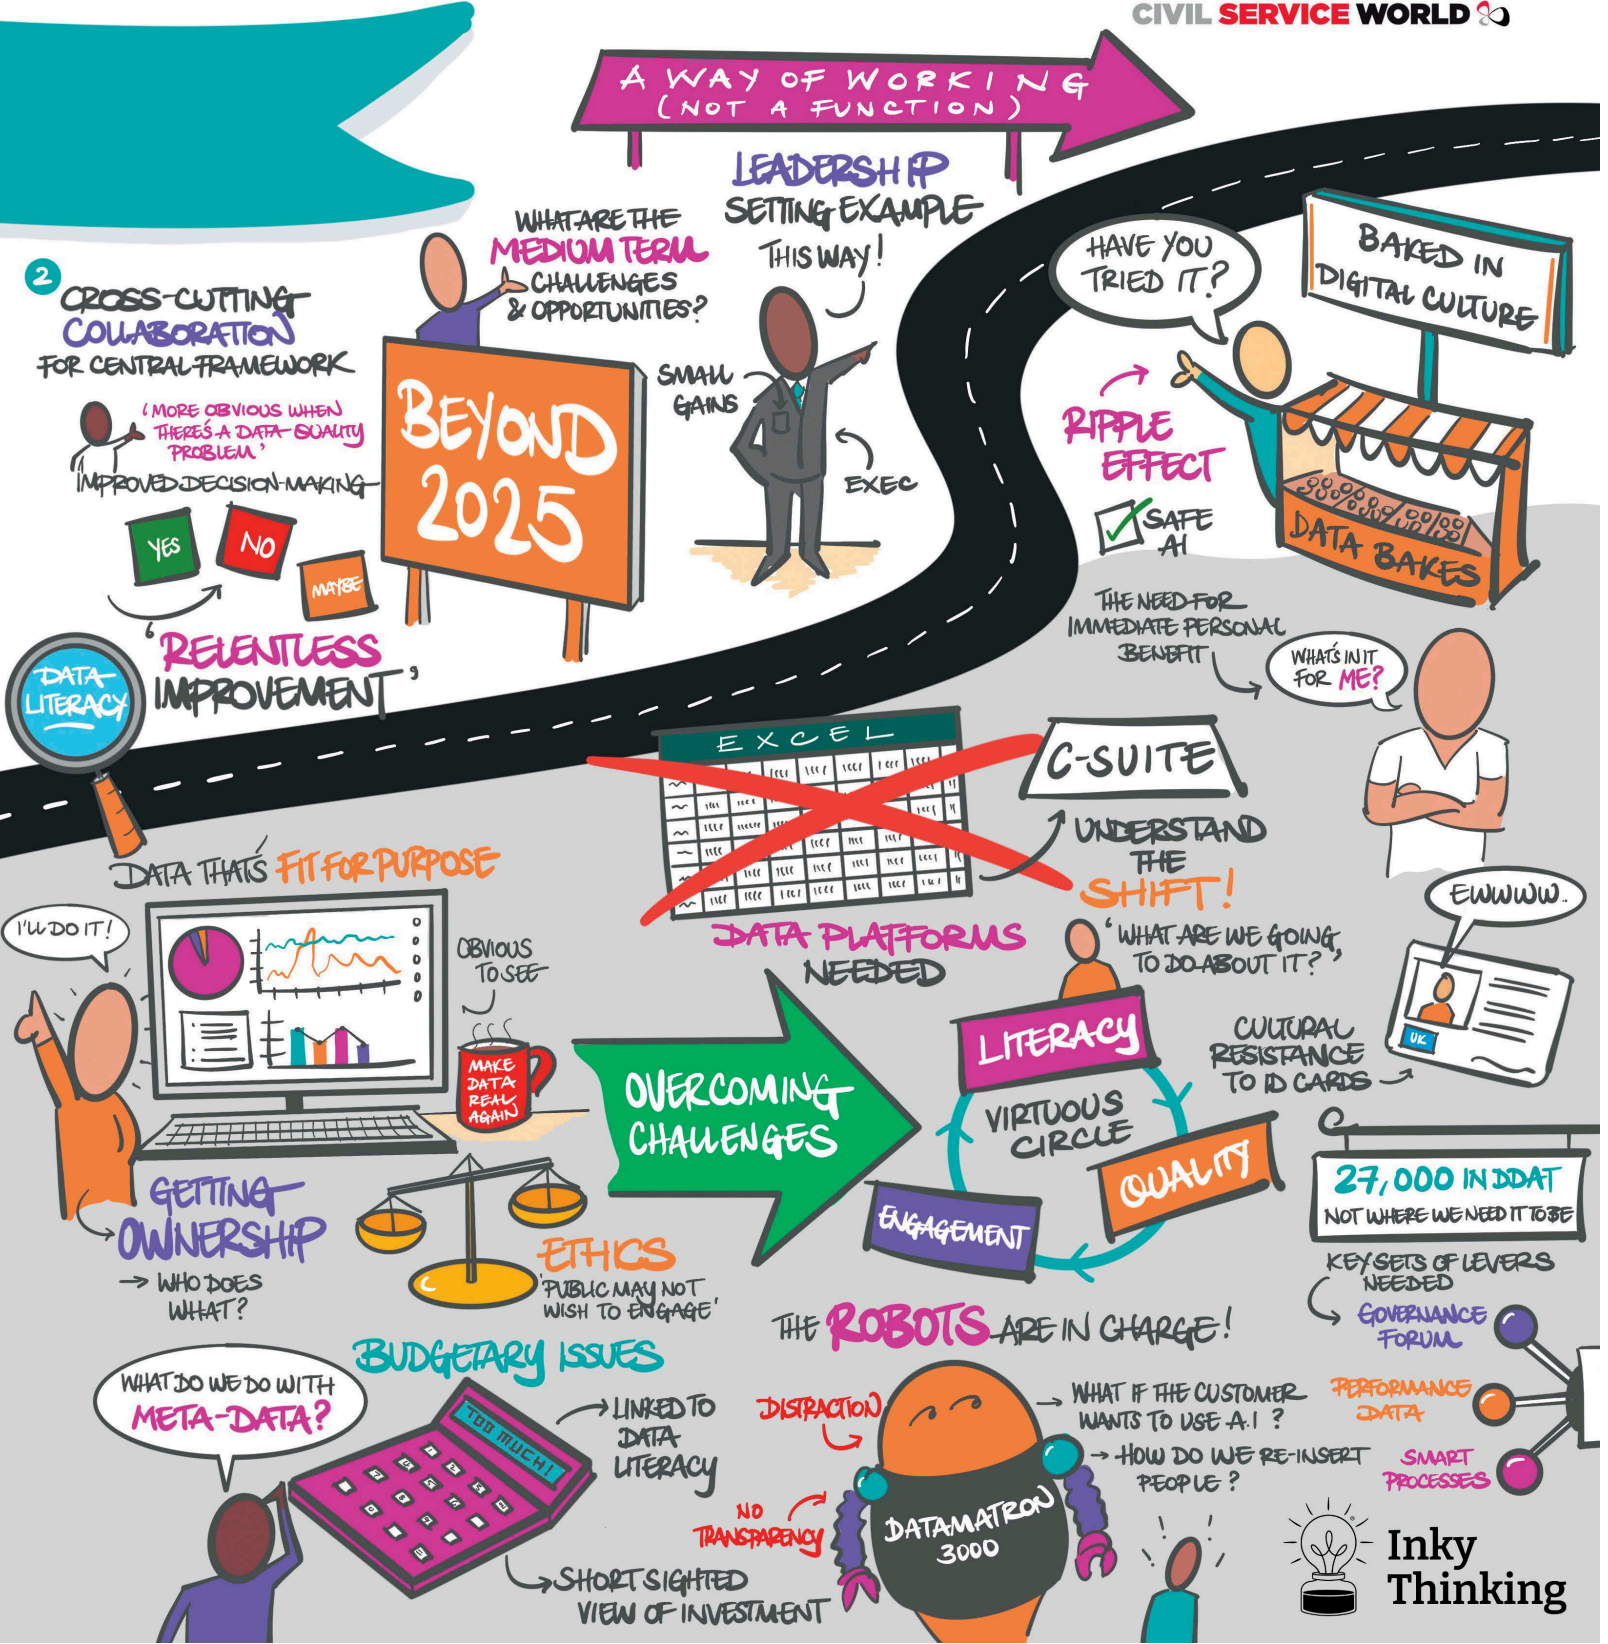 CIVIL SERVICE WORLD
A WAY OF WORKING
(NOT A FUNCTION)
LEADERSHIP
SETTING EXAMPLE
THIS WAY!
SMALL
GAINS
EXEC
WHAT ARE THE
MEDIUM TERM
CHALLENGES
& OPPORTUNITIES?
BEYOND
2025
2
CROSS-CUTTING
COLLABORATION
FOR CENTRAL FRAMEWORK
'MORE OBVIOUS WHEN
THERE'S A DATA QUALITY
PROBLEM'
IMPROVED DECISION-MAKING
YES
NO
MAYBE
'RELENTLESS
IMPROVEMENT'
DATA
LITERACY
HAVE YOU
TRIED IT?
BAKED IN
DIGITAL CULTURE
RIPPLE
EFFECT
SAFE
AI
DATA BAKES
THE NEED FOR
IMMEDIATE PERSONAL
BENEFIT
WHAT'S IN IT
FOR ME?
EXCEL
C-SUITE
UNDERSTAND
THE
SHIFT!
DATA PLATFORMS
NEEDED
DATA THAT'S FIT FOR PURPOSE
I'LL DO IT!
OBVIOUS
TO SEE
MAKE
DATA
REAL
AGAIN
GETTING
OWNERSHIP
→ WHO DOES
WHAT?
ETHICS
'PUBLIC MAY NOT
WISH TO ENGAGE'
OVERCOMING
CHALLENGES
'WHAT ARE WE GOING
TO DO ABOUT IT?'
LITERACY
VIRTUOUS
CIRCLE
QUALITY
ENGAGEMENT
EWWWW..
UK
CULTURAL
RESISTANCE
TO ID CARDS
27,000 IN DDAT
NOT WHERE WE NEED IT TO BE
KEY SETS OF LEVERS
NEEDED
GOVERNANCE
FORUM
PERFORMANCE
DATA
SMART
PROCESSES
BUDGETARY ISSUES
WHAT DO WE DO WITH
META-DATA?
TOO MUCH!
LINKED TO
DATA
LITERACY
SHORT SIGHTED
VIEW OF INVESTMENT
THE ROBOTS ARE IN CHARGE!
DISTRACTION
NO
TRANSPARENCY
DATAMATRON
3000
→ WHAT IF THE CUSTOMER
WANTS TO USE A.I ?
→ HOW DO WE RE-INSERT
PEOPLE ?
Inky
Thinking